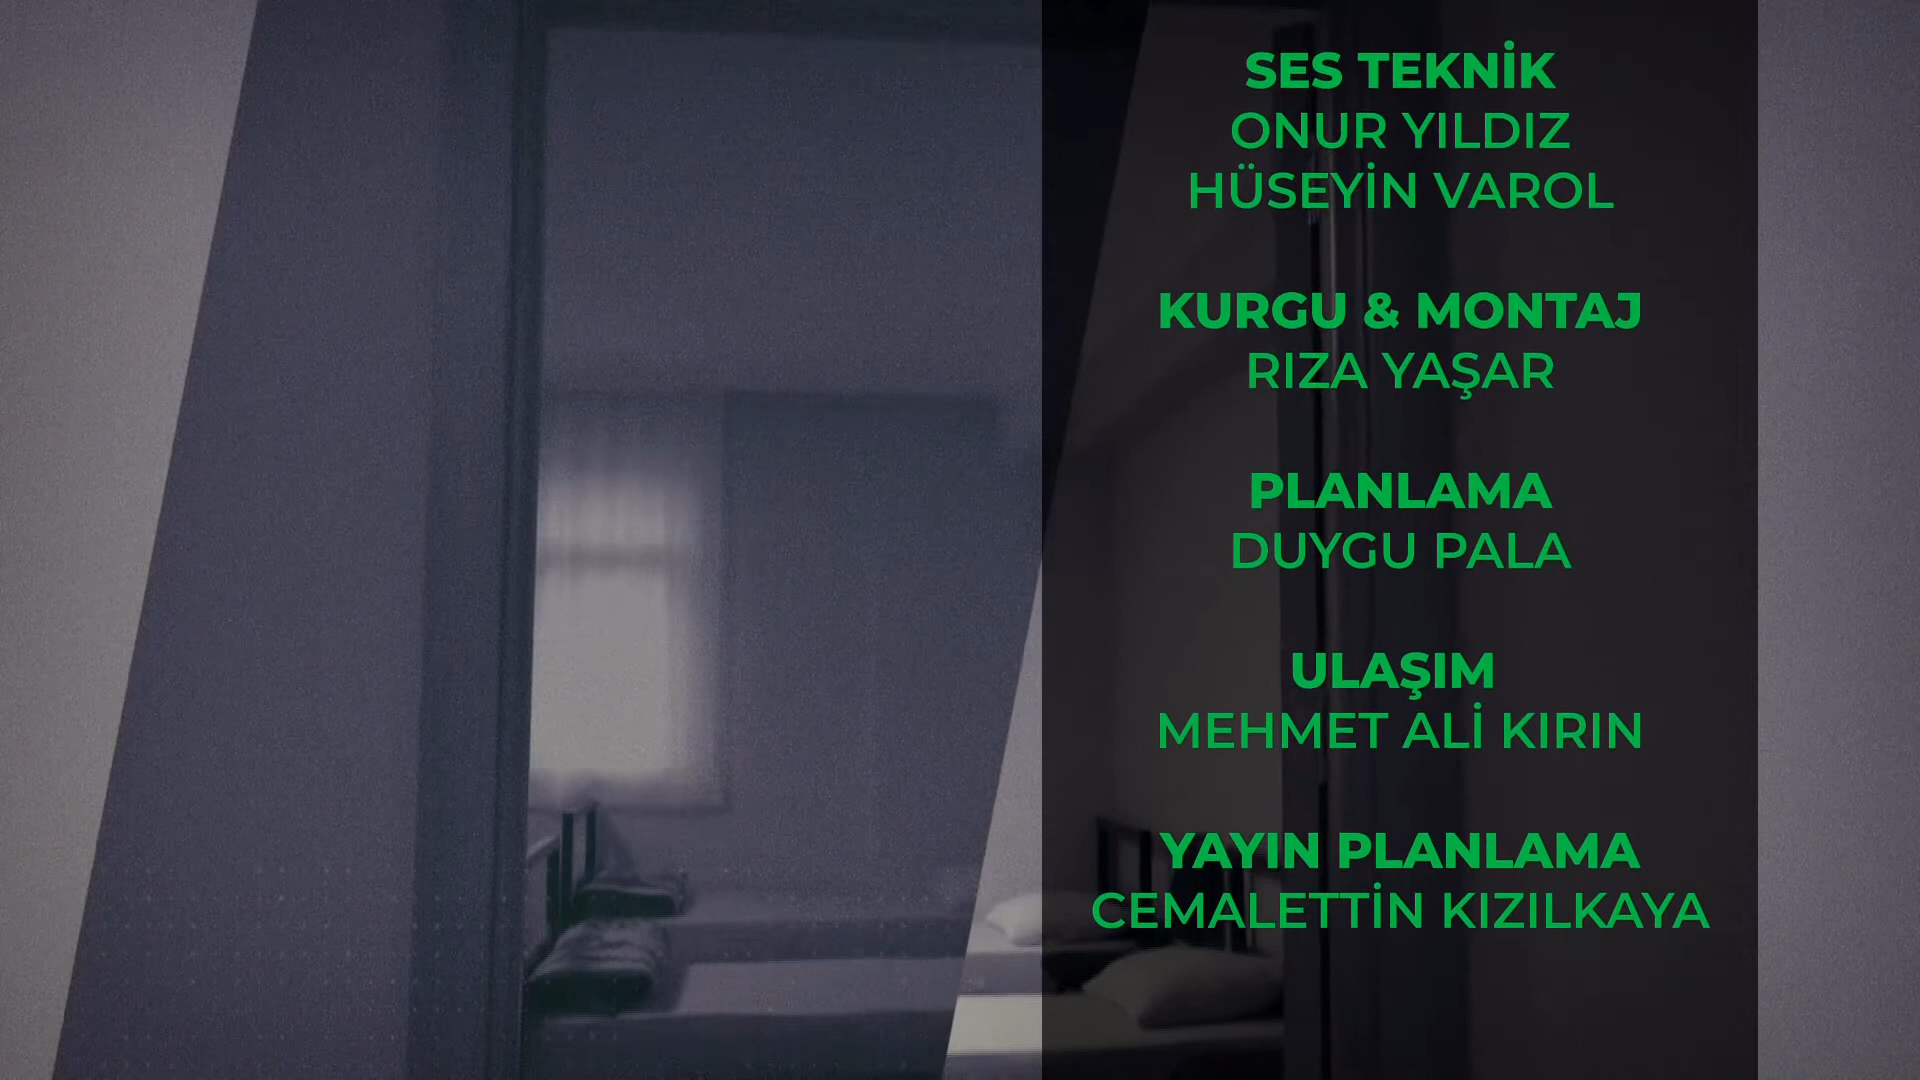 SES TEKNİK
ONUR YILDIZ
HÜSEYİN VAROL
KURGU & MONTAJ
RIZA YAŞAR
PLANLAMA
DUYGU PALA
ULAŞIM
MEHMET ALİ KIRIN
YAYIN PLANLAMA
CEMALETTİN KIZILKAYA